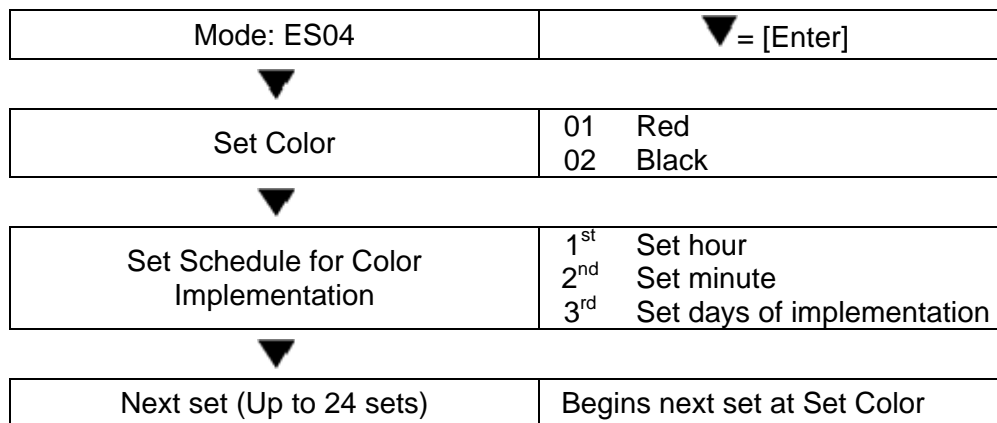 Mode: ES04
▼= [Enter]
Set Color
01 Red
02 Black
Set Schedule for Color
Implementation
1st Set hour
2nd Set minute
3rd Set days of implementation
Next set (Up to 24 sets)
Begins next set at Set Color